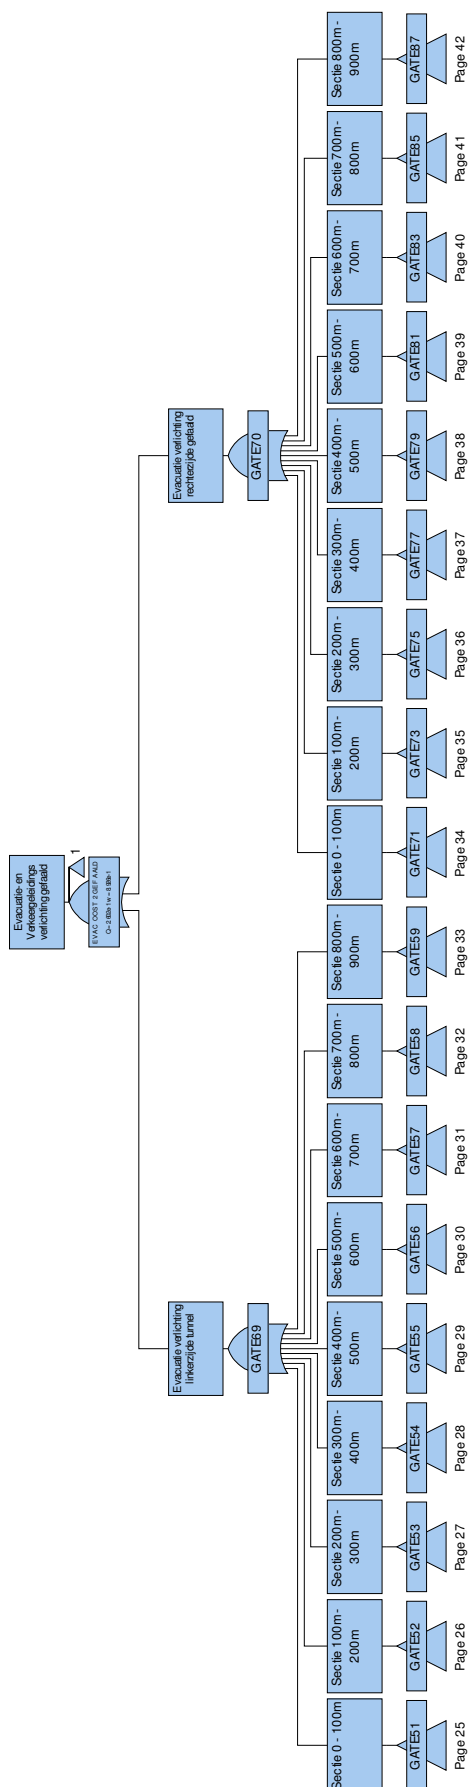 Evacuatie-en
Verkeergeleidings
verlichting gefaald
1
EVAC OOST 2 GEFAALD
Evacuatie verlichting
linkerzijde tunnel
Evacuatie verlichting
rechterzijde gefaald
GATE69
GATE70
Sectie 0 - 100m
Sectie 100m -
200m
Sectie 200m -
300m
Sectie 300m -
400m
Sectie 400m -
500m
Sectie 500m -
600m
Sectie 600m -
700m
Sectie 700m -
800m
Sectie 800m -
900m
Sectie 0 - 100m
Sectie 100m -
200m
Sectie 200m -
300m
Sectie 300m -
400m
Sectie 400m -
500m
Sectie 500m -
600m
Sectie 600m -
700m
Sectie 700m -
800m
Sectie 800m -
900m
GATE51
GATE52
GATE53
GATE54
GATE55
GATE56
GATE57
GATE58
GATE59
GATE71
GATE73
GATE75
GATE77
GATE79
GATE81
GATE83
GATE85
GATE87
Page 25
Page 26
Page 27
Page 28
Page 29
Page 30
Page 31
Page 32
Page 33
Page 34
Page 35
Page 36
Page 37
Page 38
Page 39
Page 40
Page 41
Page 42